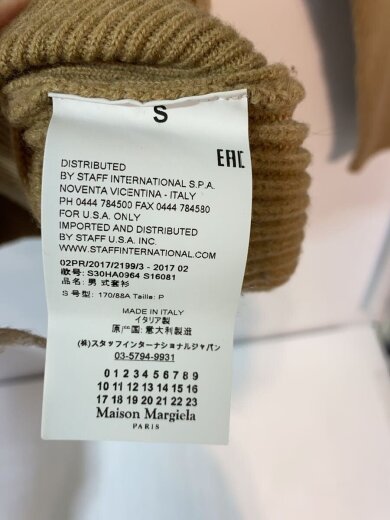 S
EAC
DISTRIBUTED
BY STAFF INTERNATIONAL S.P.A.
NOVENTA VICENTINA - ITALY
PH 0444 784500 FAX 0444 784580
FOR U.S.A. ONLY
IMPORTED AND DISTRIBUTED
BY STAFF U.S.A. INC.
WWW.STAFFINTERNATIONAL.COM
02PR/2017/2199/3 - 2017 02
款号: S30HA0964 S16081
品名: 男 式套衫
S 号型: 170/88A Taille: P
MADE IN ITALY
イタリア製
原产国: 意大利製造
(株)スタッフインターナショナルジャパン
03-5794-9931
0 1 2 3 4 5 6 7 8 9
10 11 12 13 14 15 16
17 18 19 20 21 22 23
Maison Margiela
PARIS